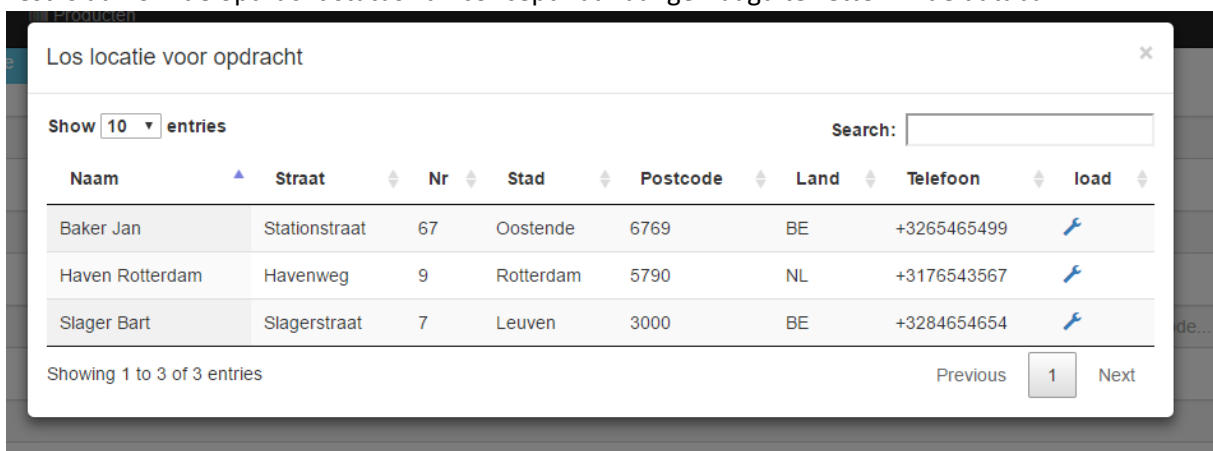 Producten
Los locatie voor opdracht ×
Show 10 entries Search:
Naam Straat Nr Stad Postcode Land Telefoon load
Baker Jan Stationstraat 67 Oostende 6769 BE +3265465499
Haven Rotterdam Havenweg 9 Rotterdam 5790 NL +3176543567
Slager Bart Slagerstraat 7 Leuven 3000 BE +3284654654
de...
Showing 1 to 3 of 3 entries Previous 1 Next